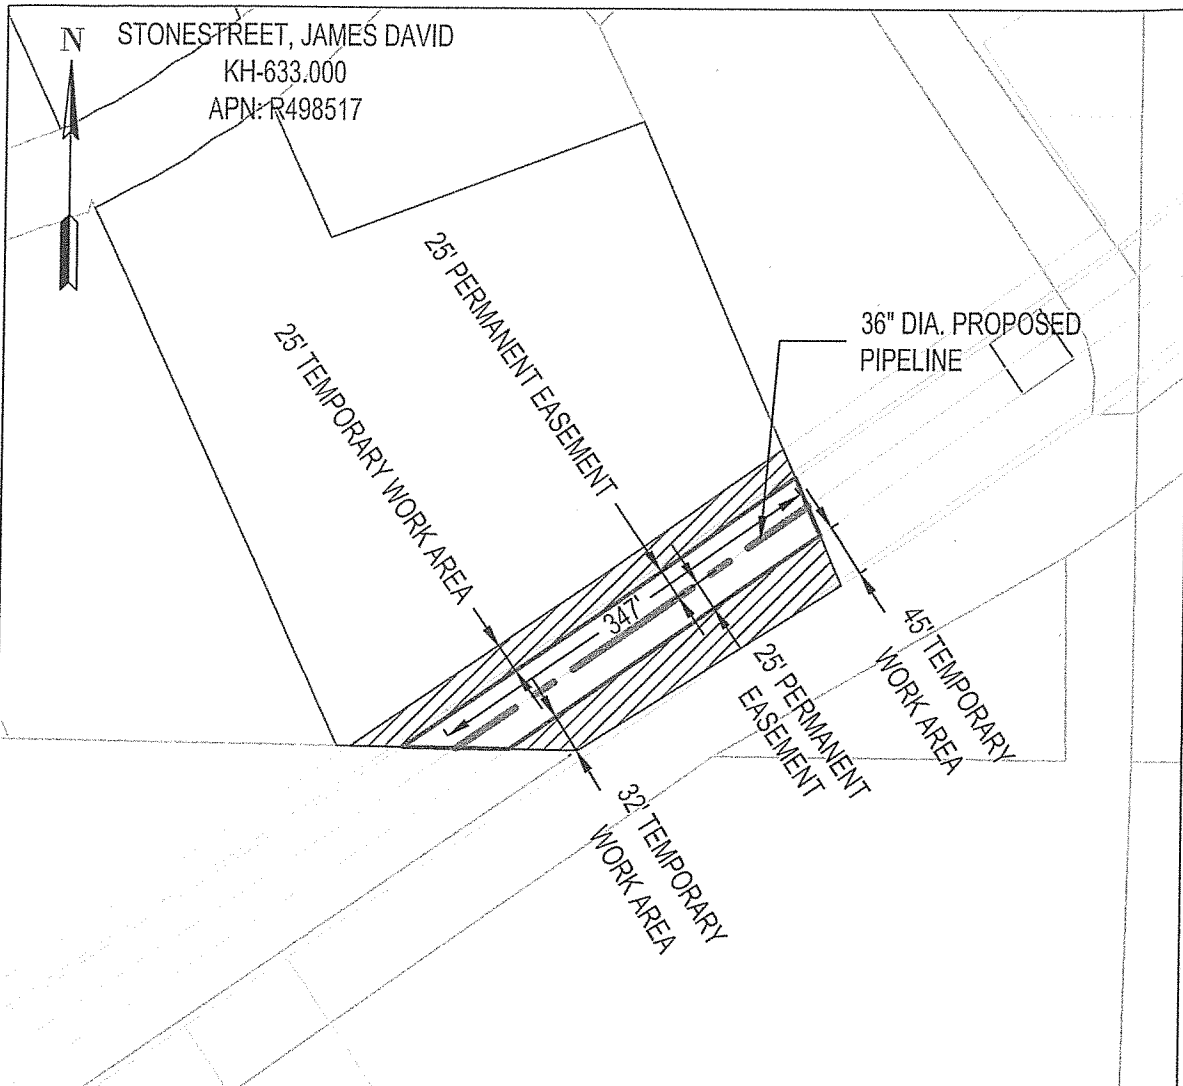 N
STONESTREET, JAMES DAVID
KH-633.000
APN: R498517
25' PERMANENT EASEMENT
25' TEMPORARY WORK AREA
36" DIA. PROPOSED
PIPELINE
347'
45' TEMPORARY
WORK AREA
25' PERMANENT
EASEMENT
32' TEMPORARY
WORK AREA